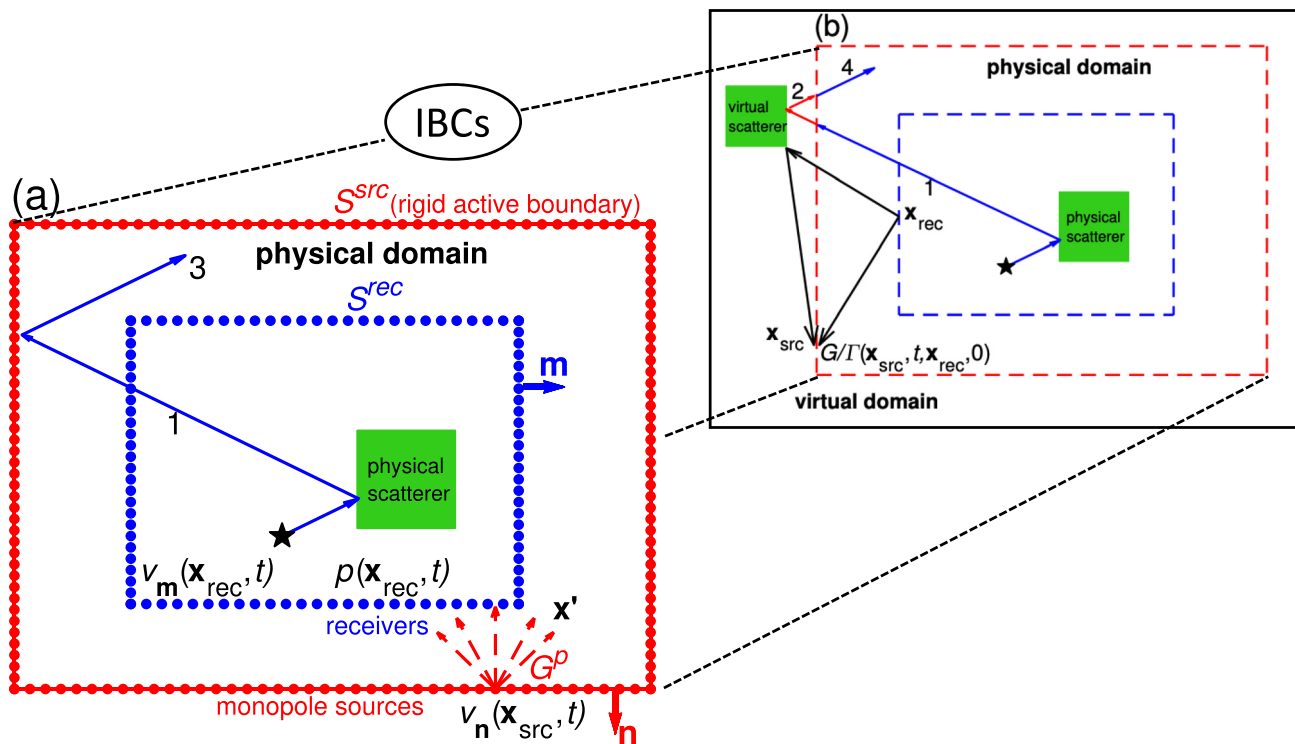 IBCs
(a)
S^src (rigid active boundary)
physical domain
3
S^rec
m
1
physical
scatterer
v_m(x_rec, t)
p(x_rec, t)
receivers
x'
G^p
monopole sources
v_n(x_src, t)
n
(b)
4
physical domain
2
virtual
scatterer
1
x_rec
physical
scatterer
x_src
G/Γ(x_src, t, x_rec, 0)
virtual domain